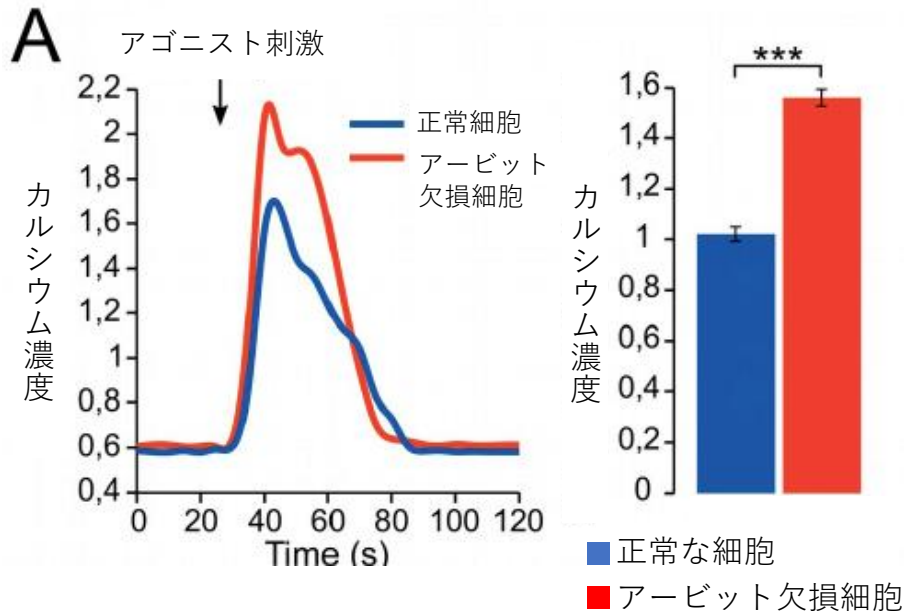 A
アゴニスト刺激
カルシウム濃度
2,2
2
1,8
1,6
1,4
1,2
1
0,8
0,6
0,4
0 20 40 60 80 100 120
Time (s)
正常細胞
アービット
欠損細胞
カルシウム濃度
1,6
1,4
1,2
1
0,8
0,6
0,4
0,2
0
***
正常な細胞
アービット欠損細胞